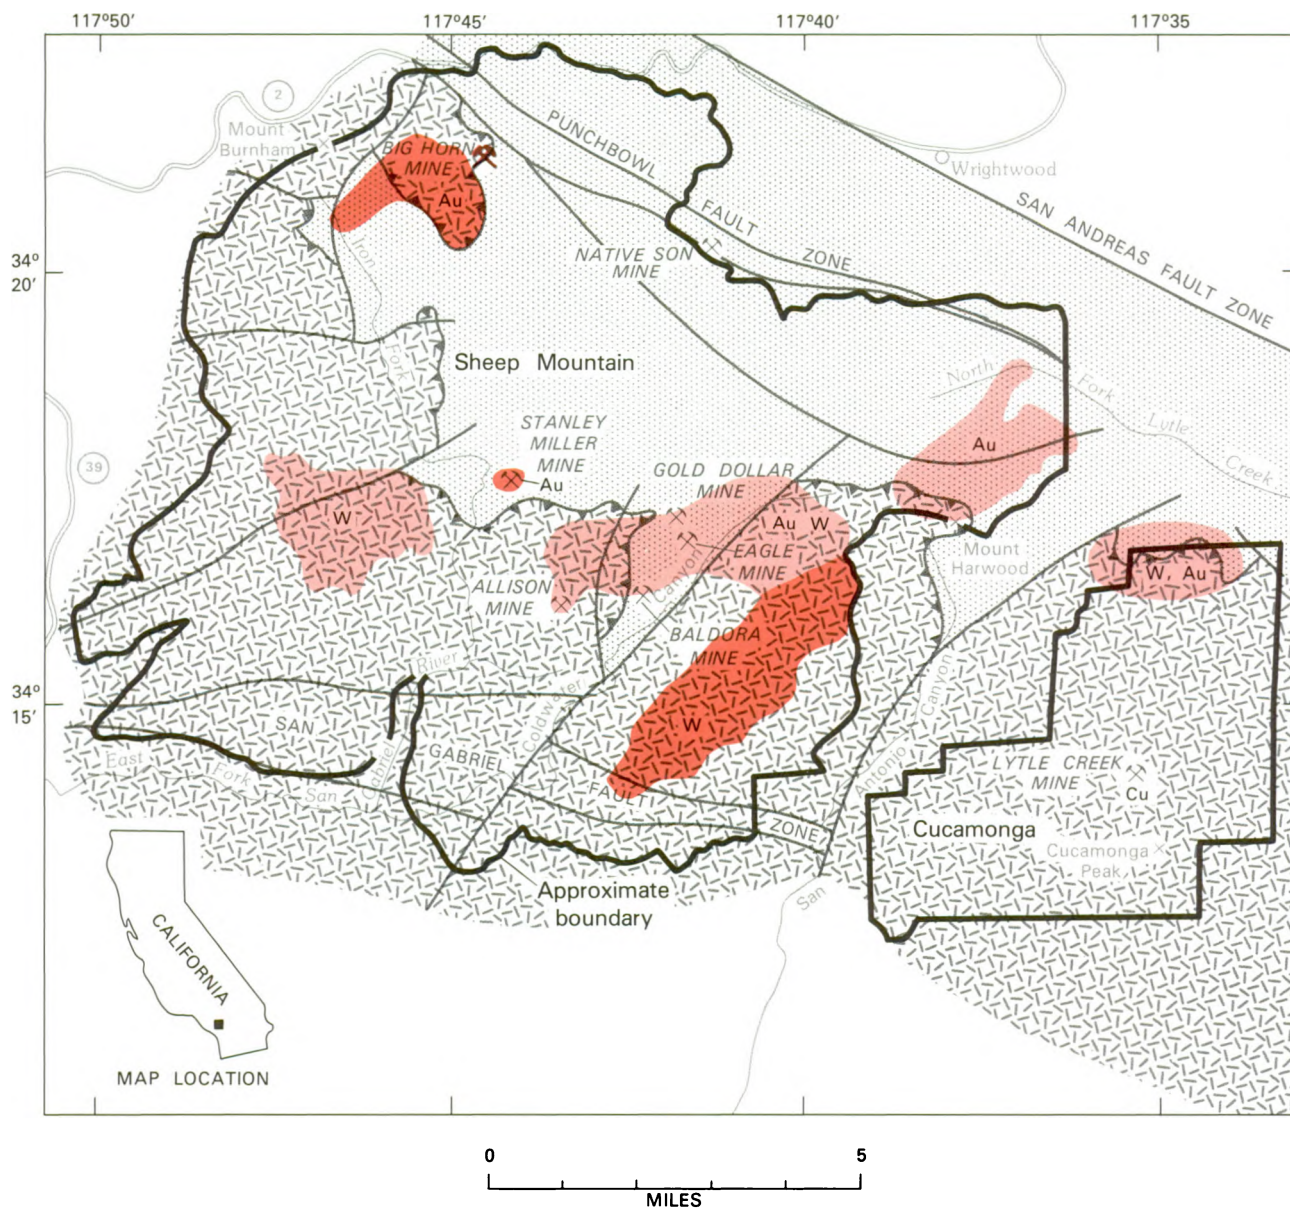 117°50′ 117°45′ 117°40′ 117°35′
2
Mount
Burnham
BIG HORN
MINE
Au
PUNCHBOWL
FAULT
ZONE
Wrightwood
SAN ANDREAS FAULT ZONE
34°
20′
Iron
Fork
NATIVE SON
MINE
Sheep Mountain
North
Fork
Lytle
Creek
39
STANLEY
MILLER
MINE
Au
GOLD DOLLAR
MINE
Au
W
Au W
EAGLE
MINE
ALLISON
MINE
Canyon
Mount
Harwood
W, Au
BALDORA
MINE
34°
15′
River
Coldwater
W
Canyon
Antonio
San
SAN
GABRIEL
FAULT
ZONE
East
Fork
San
Gabriel
LYTLE CREEK
MINE
Cu
Cucamonga
Cucamonga
Peak
Approximate
boundary
CALIFORNIA
MAP LOCATION
0 5
MILES